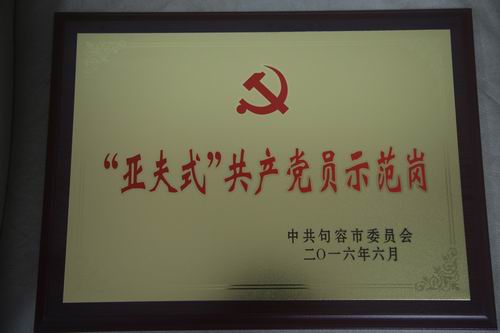 “亚夫式”共产党员示范岗
中共句容市委员会
二〇一六年六月